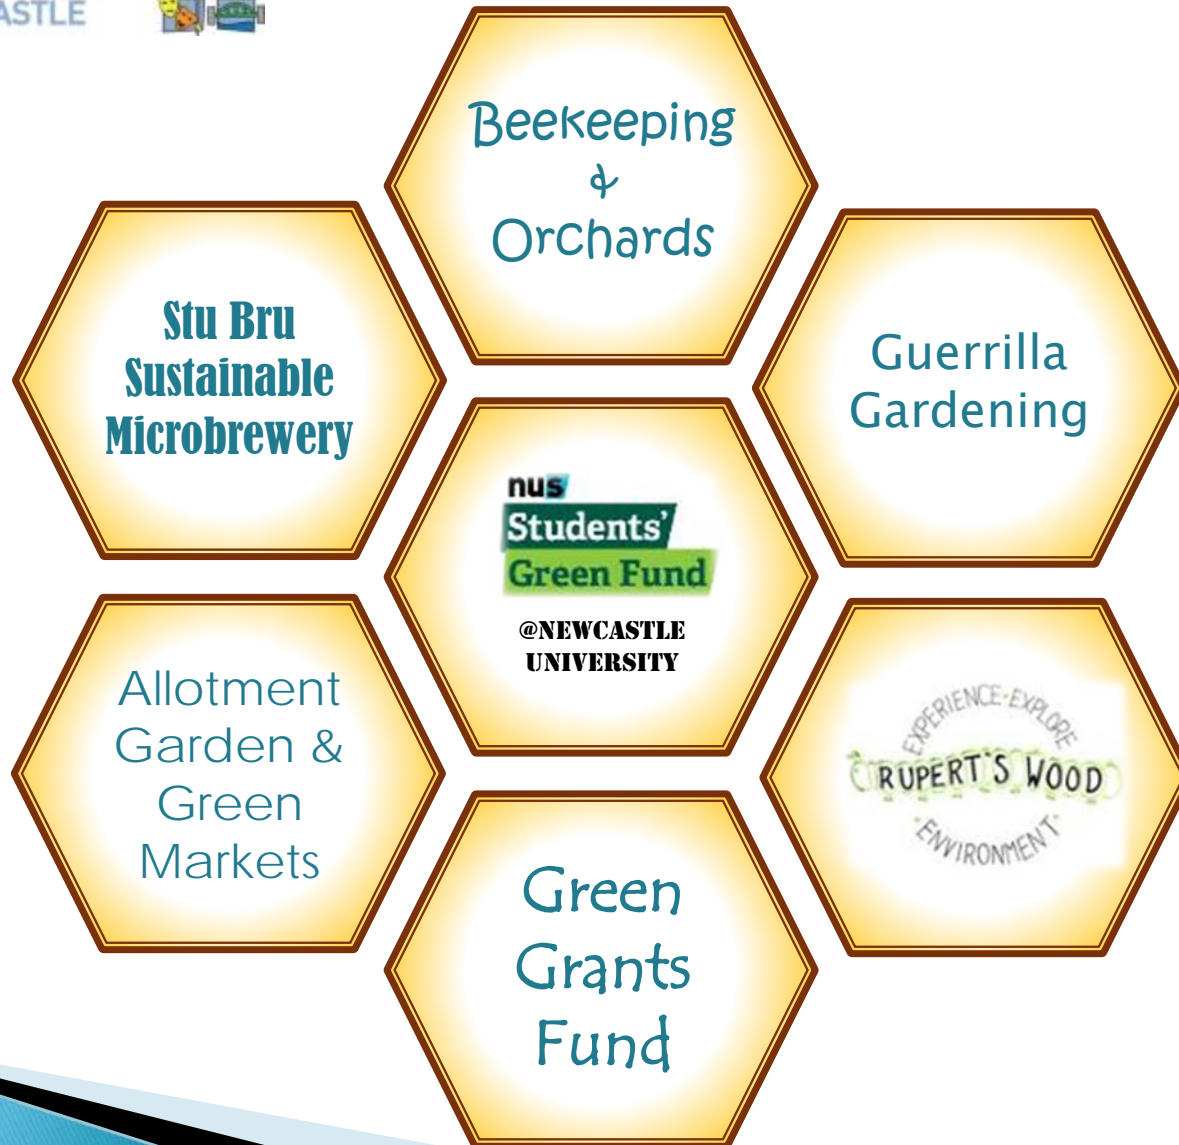 ASTLE
Beekeeping
&
Orchards
Stu Bru
Sustainable
Microbrewery
Guerrilla
Gardening
nus
Students'
Green Fund
@NEWCASTLE
UNIVERSITY
Allotment
Garden &
Green
Markets
EXPERIENCE-EXPLORE
RUPERT'S WOOD
-ENVIRONMENT-
Green
Grants
Fund